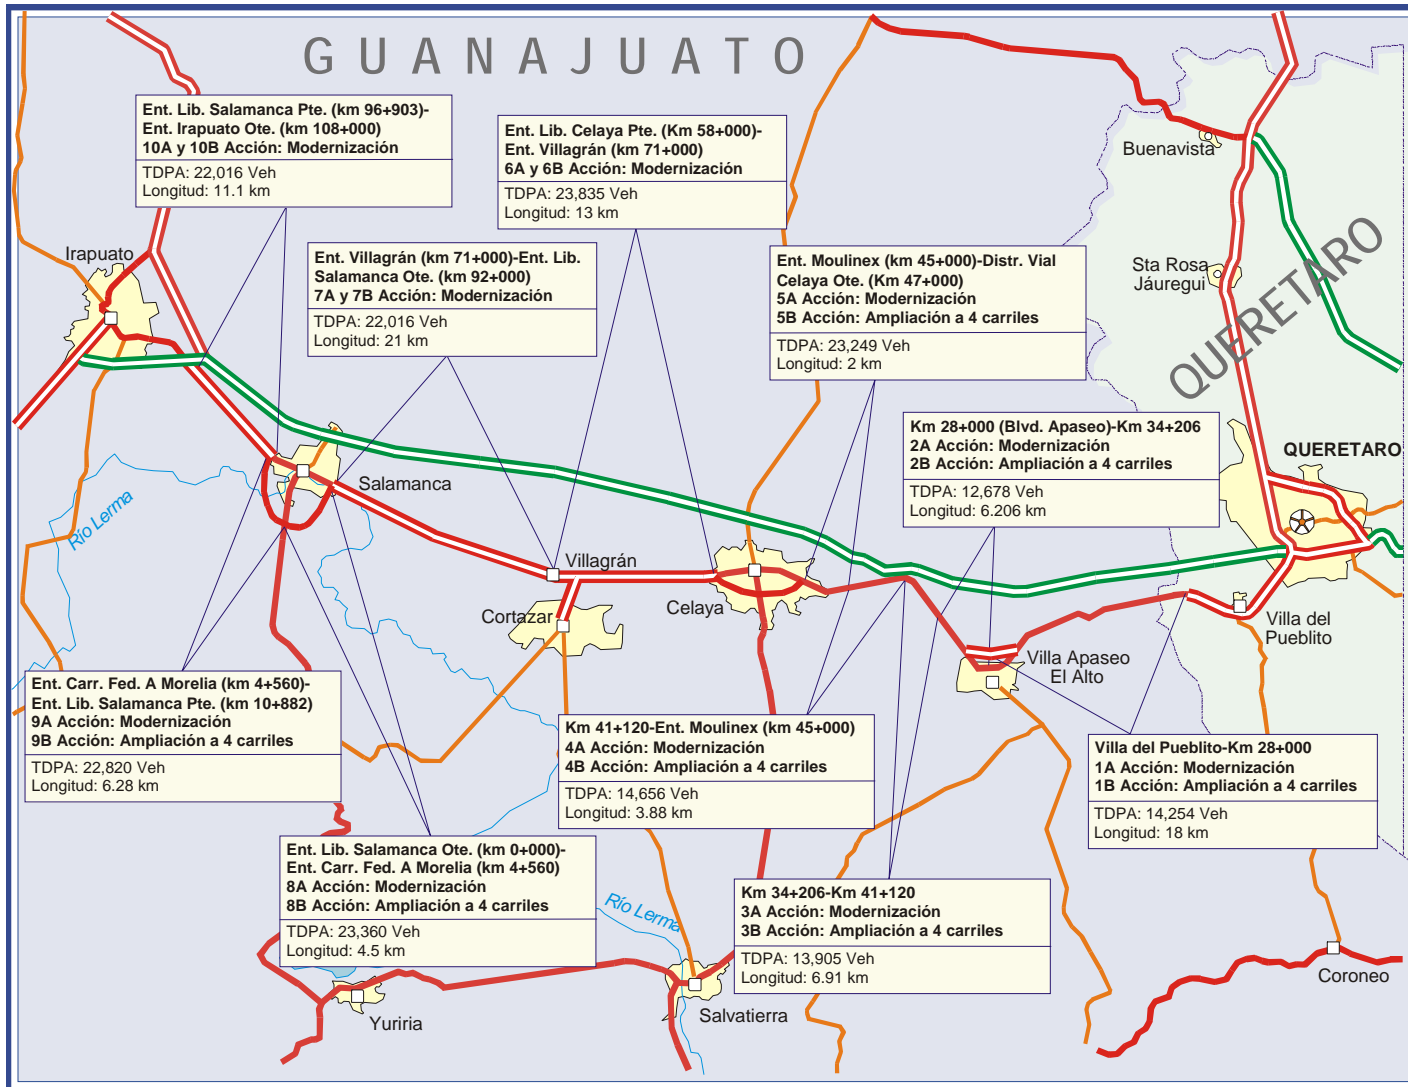 GUANAJUATO
Ent. Lib. Salamanca Pte. (km 96+903)-
Ent. Irapuato Ote. (km 108+000)
10A y 10B Acción: Modernización
TDPA: 22,016 Veh
Longitud: 11.1 km
Ent. Lib. Celaya Pte. (Km 58+000)-
Ent. Villagrán (km 71+000)
6A y 6B Acción: Modernización
TDPA: 23,835 Veh
Longitud: 13 km
Buenavista
Irapuato
Ent. Villagrán (km 71+000)-Ent. Lib.
Salamanca Ote. (km 92+000)
7A y 7B Acción: Modernización
TDPA: 22,016 Veh
Longitud: 21 km
Ent. Moulinex (km 45+000)-Distr. Vial
Celaya Ote. (Km 47+000)
5A Acción: Modernización
5B Acción: Ampliación a 4 carriles
TDPA: 23,249 Veh
Longitud: 2 km
Sta Rosa
Jáuregui
QUERETARO
Km 28+000 (Blvd. Apaseo)-Km 34+206
2A Acción: Modernización
2B Acción: Ampliación a 4 carriles
TDPA: 12,678 Veh
Longitud: 6.206 km
QUERETARO
Salamanca
Río Lerma
Villagrán
Cortazar
Celaya
Villa del
Pueblito
Villa Apaseo
El Alto
Ent. Carr. Fed. A Morelia (km 4+560)-
Ent. Lib. Salamanca Pte. (km 10+882)
9A Acción: Modernización
9B Acción: Ampliación a 4 carriles
TDPA: 22,820 Veh
Longitud: 6.28 km
Km 41+120-Ent. Moulinex (km 45+000)
4A Acción: Modernización
4B Acción: Ampliación a 4 carriles
TDPA: 14,656 Veh
Longitud: 3.88 km
Villa del Pueblito-Km 28+000
1A Acción: Modernización
1B Acción: Ampliación a 4 carriles
TDPA: 14,254 Veh
Longitud: 18 km
Ent. Lib. Salamanca Ote. (km 0+000)-
Ent. Carr. Fed. A Morelia (km 4+560)
8A Acción: Modernización
8B Acción: Ampliación a 4 carriles
TDPA: 23,360 Veh
Longitud: 4.5 km
Río Lerma
Km 34+206-Km 41+120
3A Acción: Modernización
3B Acción: Ampliación a 4 carriles
TDPA: 13,905 Veh
Longitud: 6.91 km
Coroneo
Yuriria
Salvatierra